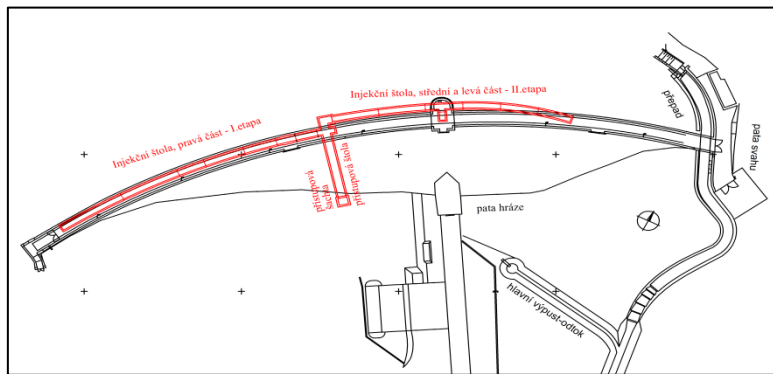 Injekční štola, střední a levá část - II.etapa
Injekční štola, pravá část - I.etapa
přístupová
šachta
přístupová štola
přepad
pata svahu
pata hráze
hlavní výpust-odtok